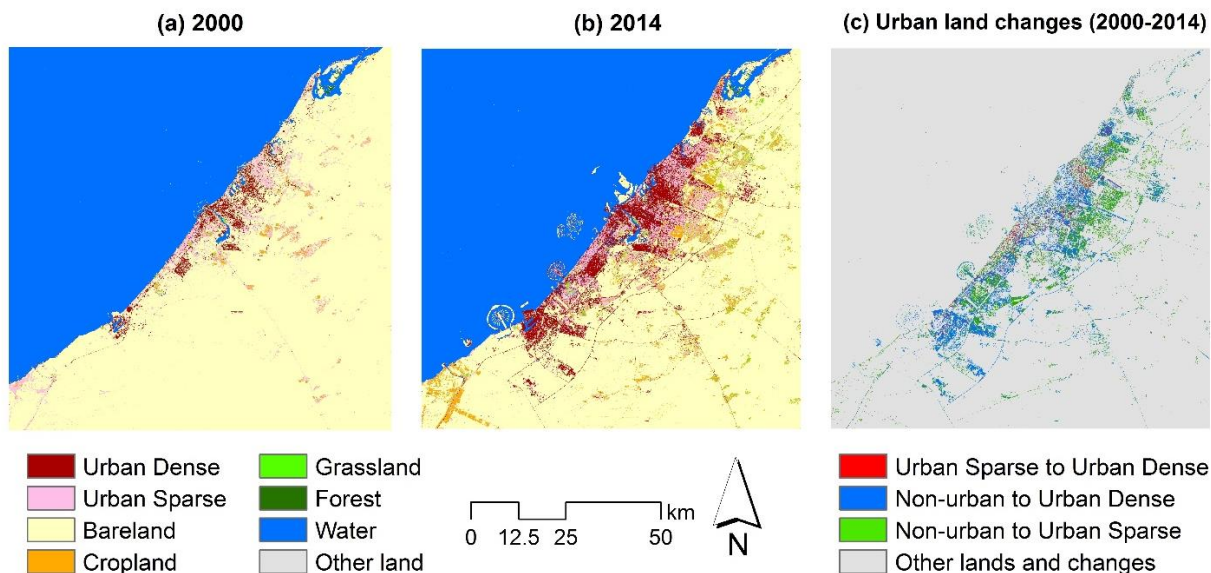 (a) 2000
(b) 2014
(c) Urban land changes (2000-2014)
Urban Dense
Urban Sparse
Bareland
Cropland
Grassland
Forest
Water
Other land
km
0 12.5 25 50
N
Urban Sparse to Urban Dense
Non-urban to Urban Dense
Non-urban to Urban Sparse
Other lands and changes